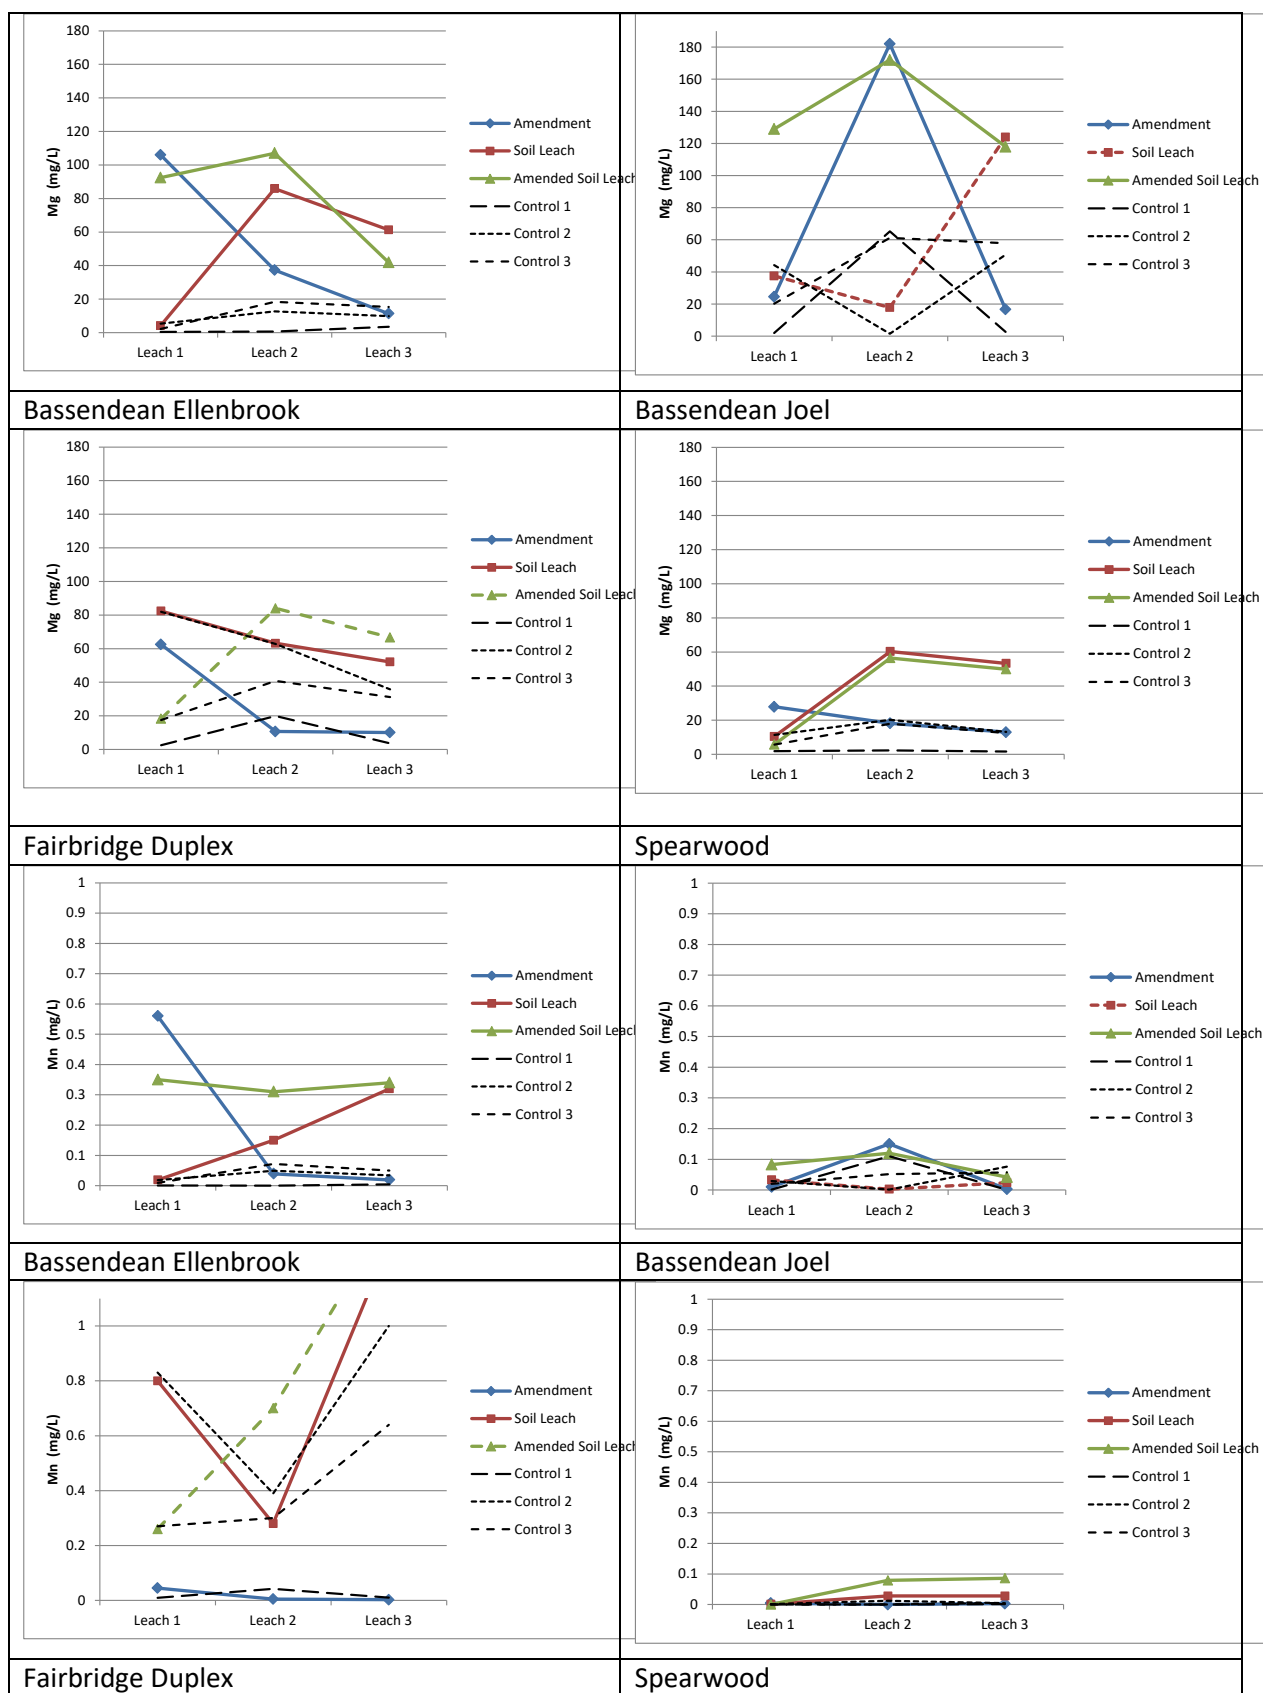 180
160
140
120
100
80
60
40
20
0
Mg (mg/L)
Leach 1 Leach 2 Leach 3
Amendment
Soil Leach
Amended Soil Leach
Control 1
Control 2
Control 3
180
160
140
120
100
80
60
40
20
0
Mg (mg/L)
Leach 1 Leach 2 Leach 3
Amendment
Soil Leach
Amended Soil Leach
Control 1
Control 2
Control 3
Bassendean Ellenbrook
Bassendean Joel
180
160
140
120
100
80
60
40
20
0
Mg (mg/L)
Leach 1 Leach 2 Leach 3
Amendment
Soil Leach
Amended Soil Leach
Control 1
Control 2
Control 3
180
160
140
120
100
80
60
40
20
0
Mg (mg/L)
Leach 1 Leach 2 Leach 3
Amendment
Soil Leach
Amended Soil Leach
Control 1
Control 2
Control 3
Fairbridge Duplex
Spearwood
1
0.9
0.8
0.7
0.6
0.5
0.4
0.3
0.2
0.1
0
Mn (mg/L)
Leach 1 Leach 2 Leach 3
Amendment
Soil Leach
Amended Soil Leach
Control 1
Control 2
Control 3
1
0.9
0.8
0.7
0.6
0.5
0.4
0.3
0.2
0.1
0
Mn (mg/L)
Leach 1 Leach 2 Leach 3
Amendment
Soil Leach
Amended Soil Leach
Control 1
Control 2
Control 3
Bassendean Ellenbrook
Bassendean Joel
1
0.8
0.6
0.4
0.2
0
Mn (mg/L)
Leach 1 Leach 2 Leach 3
Amendment
Soil Leach
Amended Soil Leach
Control 1
Control 2
Control 3
1
0.9
0.8
0.7
0.6
0.5
0.4
0.3
0.2
0.1
0
Mn (mg/L)
Leach 1 Leach 2 Leach 3
Amendment
Soil Leach
Amended Soil Leach
Control 1
Control 2
Control 3
Fairbridge Duplex
Spearwood